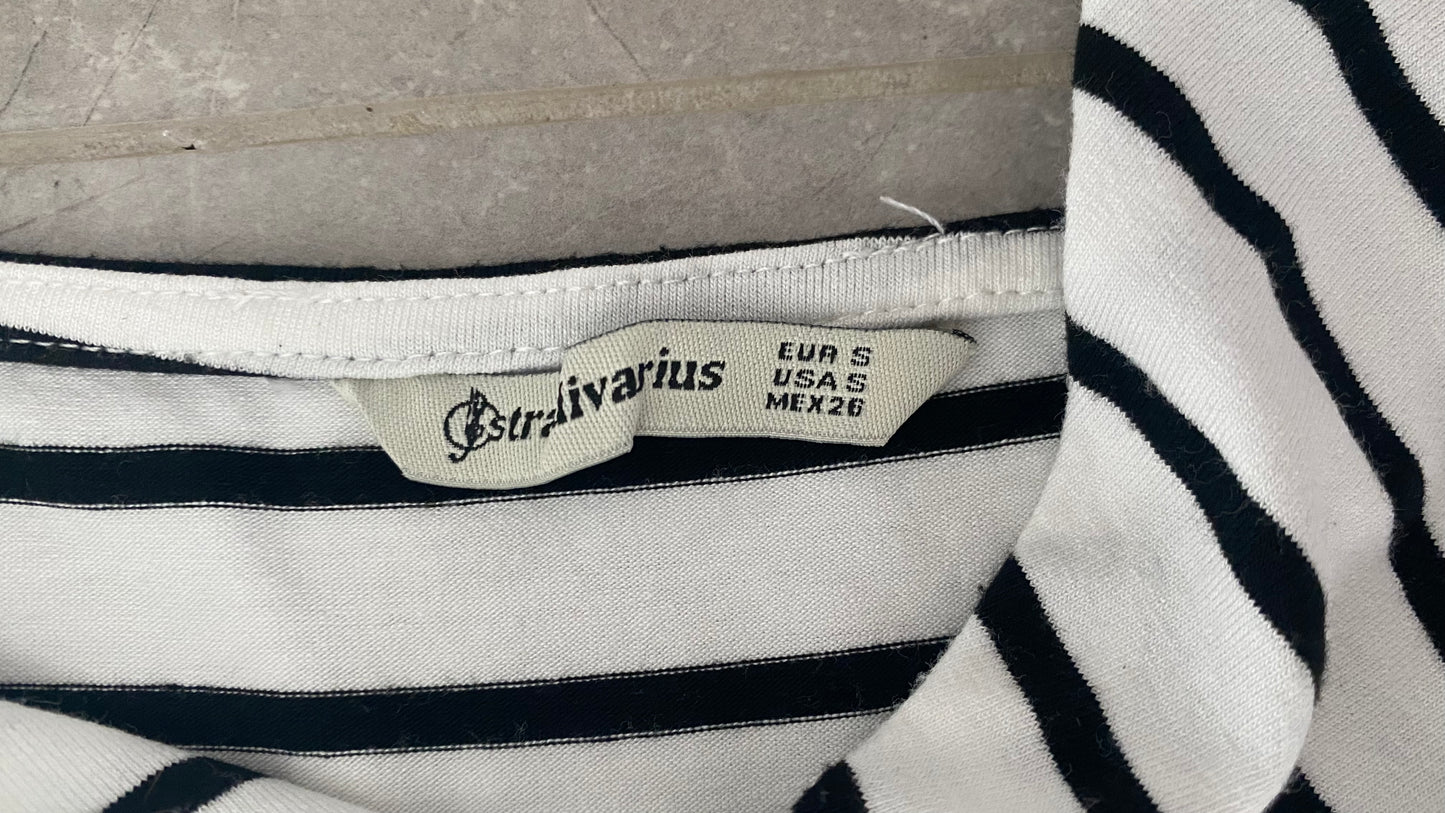 stradivarius
EUR S
USA S
MEX 26